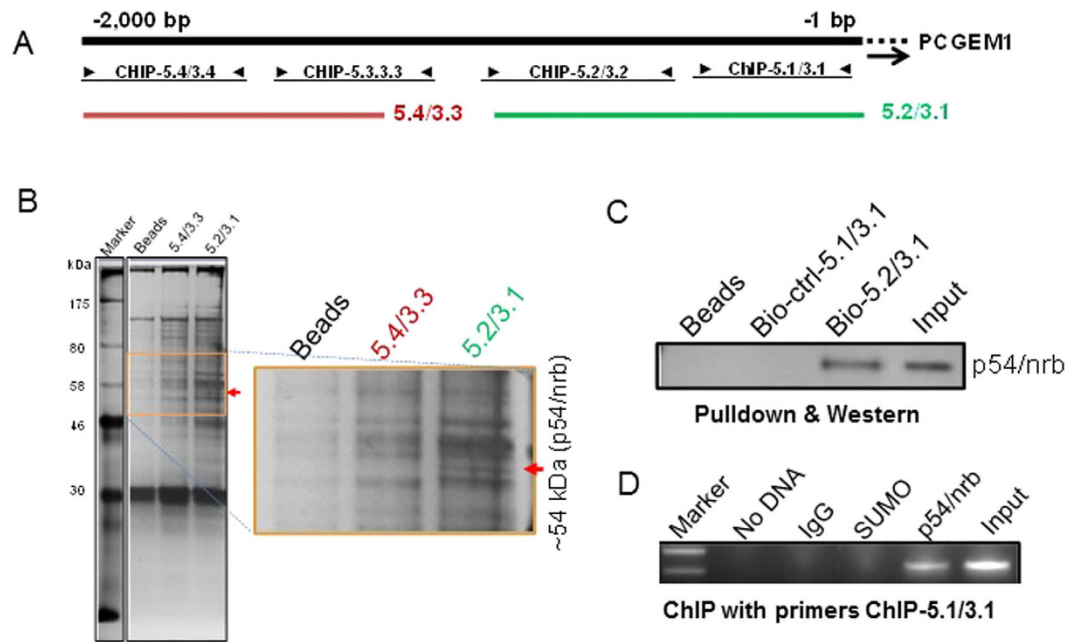 A
-2,000 bp
-1 bp
PCGEM1
CHIP-5.4/3.4
CHIP-5.3.3.3
CHIP-5.2/3.2
ChIP-5.1/3.1
5.4/3.3
5.2/3.1
B
Marker
Beads
5.4/3.3
5.2/3.1
kDa
175
80
58
46
30
Beads
5.4/3.3
5.2/3.1
~54 kDa (p54/nrb)
C
Beads
Bio-ctrl-5.1/3.1
Bio-5.2/3.1
Input
p54/nrb
Pulldown & Western
D
Marker
No DNA
IgG
SUMO
p54/nrb
Input
ChIP with primers ChIP-5.1/3.1